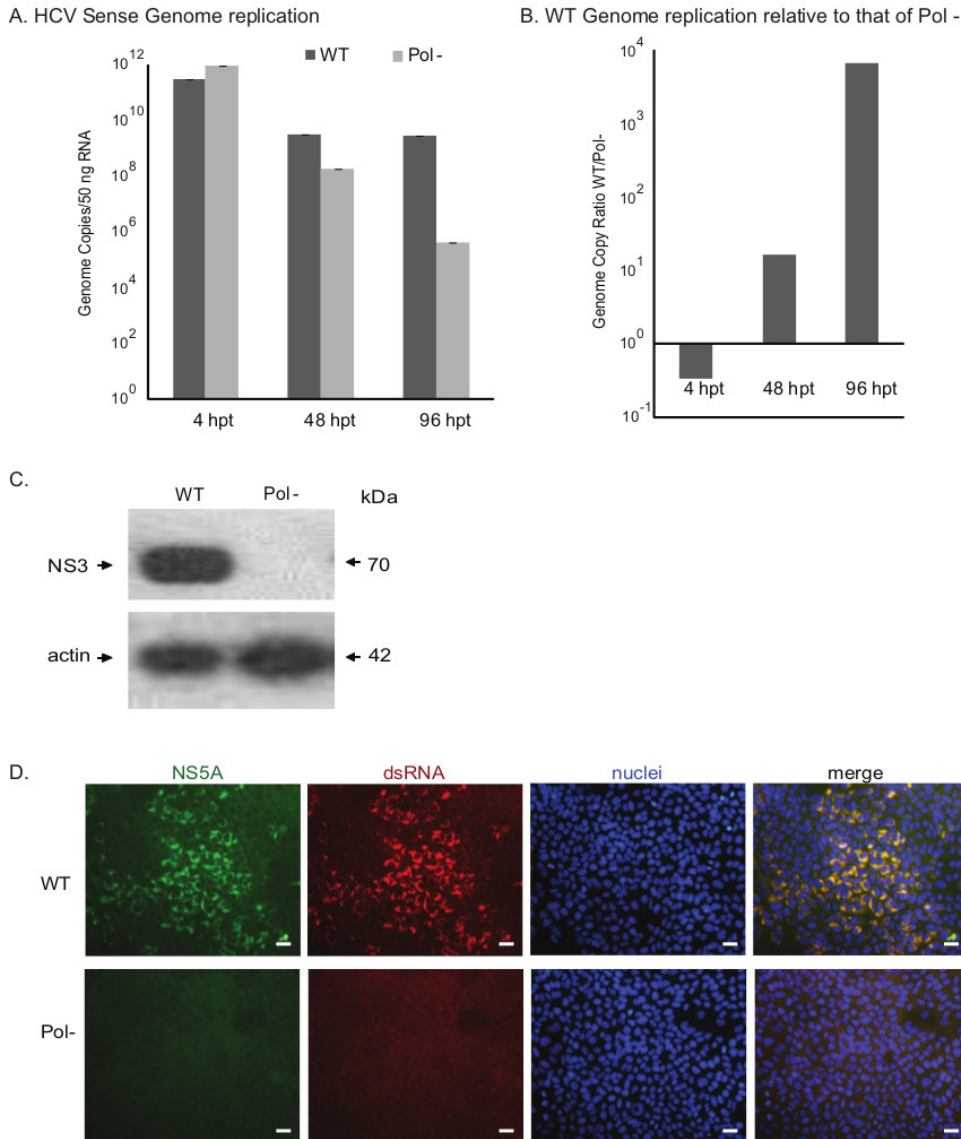 A. HCV Sense Genome replication
WT Pol-
Genome Copies/50 ng RNA
10^12
10^10
10^8
10^6
10^4
10^2
10^0
4 hpt 48 hpt 96 hpt
B. WT Genome replication relative to that of Pol -
Genome Copy Ratio WT/Pol-
10^4
10^3
10^2
10^1
10^0
10^-1
4 hpt 48 hpt 96 hpt
C.
WT Pol- kDa
NS3 70
actin 42
D.
NS5A dsRNA nuclei merge
WT
Pol-